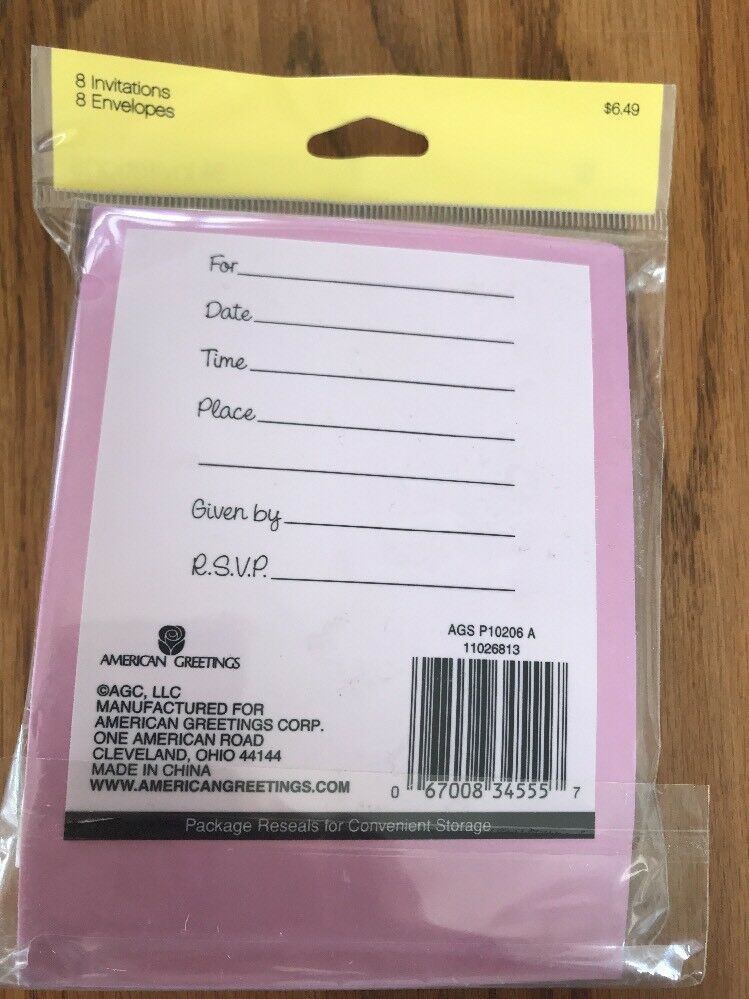 8 Invitations
8 Envelopes
$6.49
For
Date
Time
Place
Given by
R.S.V.P.
AMERICAN GREETINGS
©AGC, LLC
MANUFACTURED FOR
AMERICAN GREETINGS CORP.
ONE AMERICAN ROAD
CLEVELAND, OHIO 44144
MADE IN CHINA
WWW.AMERICANGREETINGS.COM
AGS P10206 A
11026813
0 67008 34555 7
Package Reseals for Convenient Storage